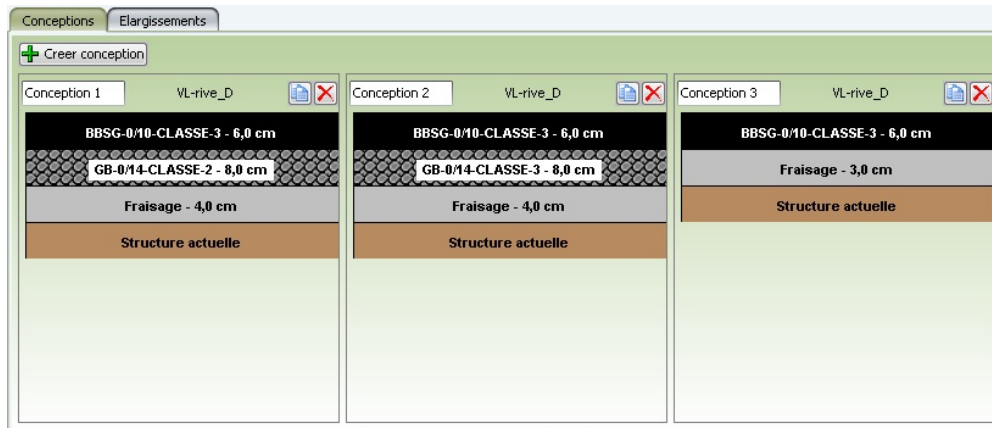 Conceptions Elargissements
Creer conception
Conception 1 VL-rive_D
BBSG-0/10-CLASSE-3 - 6,0 cm
GB-0/14-CLASSE-2 - 8,0 cm
Fraisage - 4,0 cm
Structure actuelle
Conception 2 VL-rive_D
BBSG-0/10-CLASSE-3 - 6,0 cm
GB-0/14-CLASSE-3 - 8,0 cm
Fraisage - 4,0 cm
Structure actuelle
Conception 3 VL-rive_D
BBSG-0/10-CLASSE-3 - 6,0 cm
Fraisage - 3,0 cm
Structure actuelle